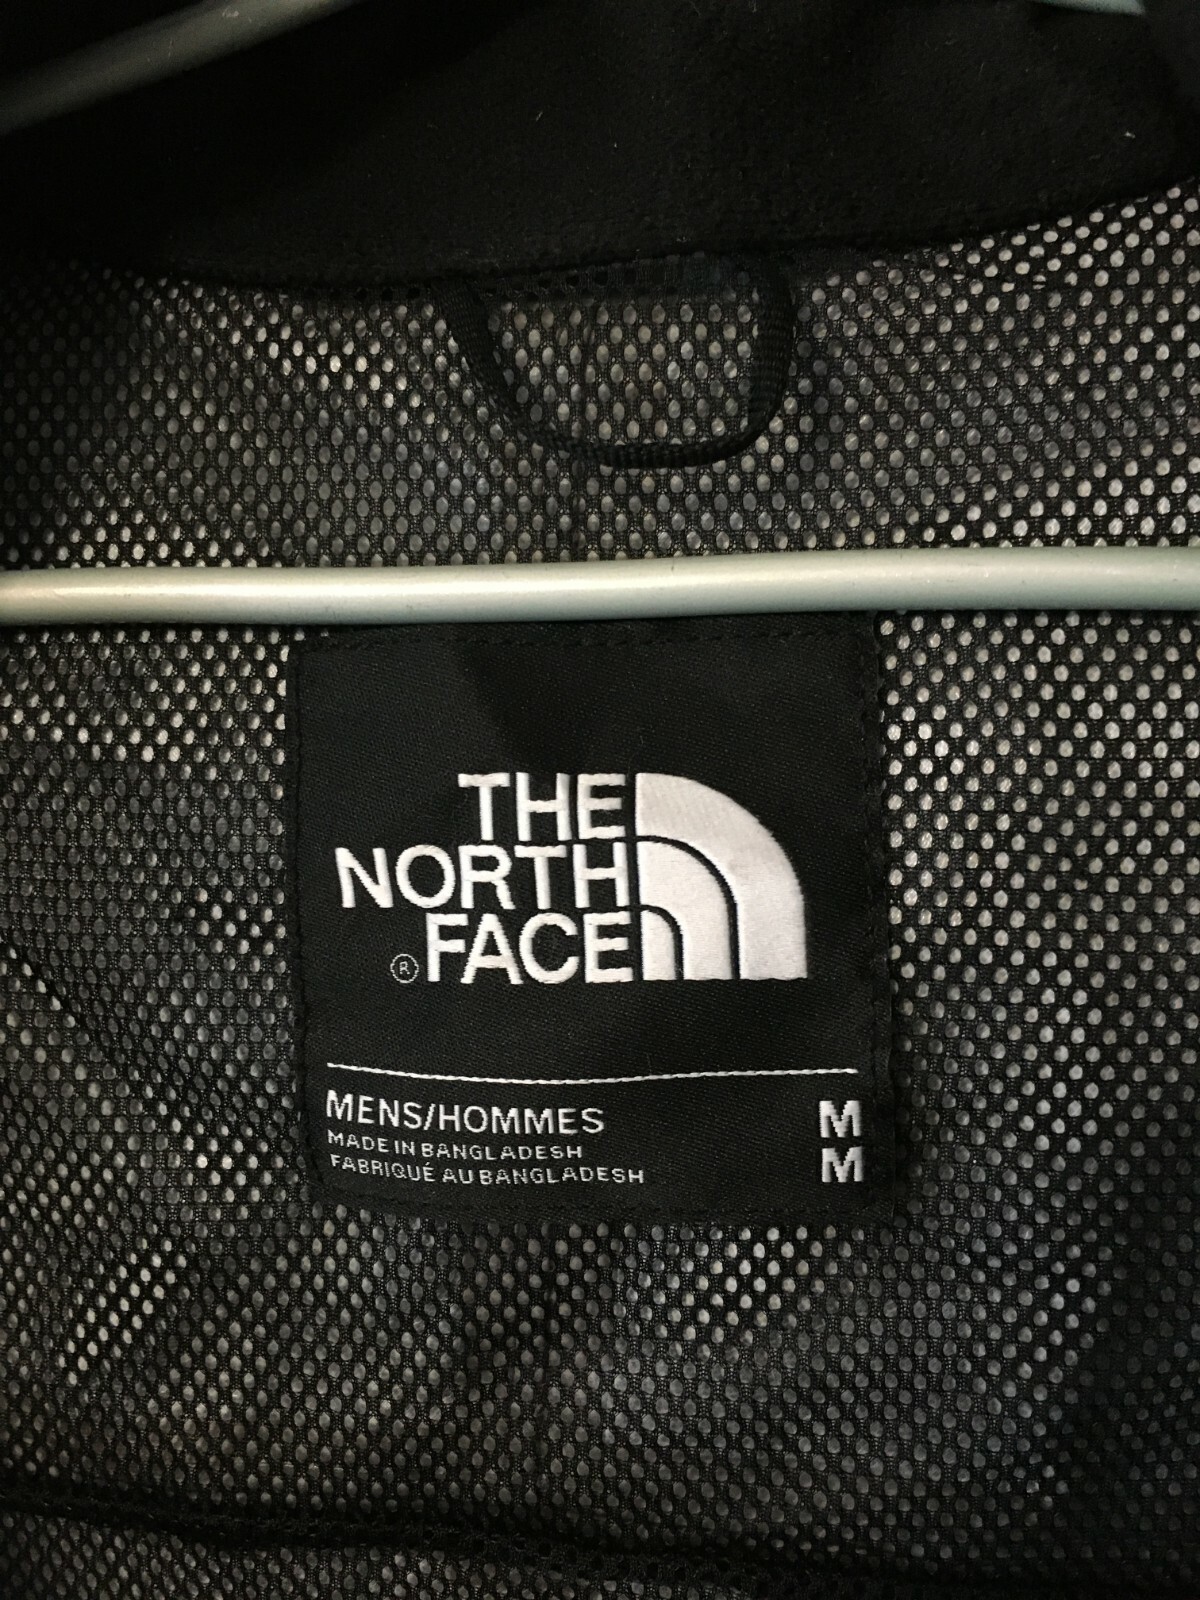 THE
NORTH
® FACE
MENS/HOMMES M
MADE IN BANGLADESH
FABRIQUÉ AU BANGLADESH M